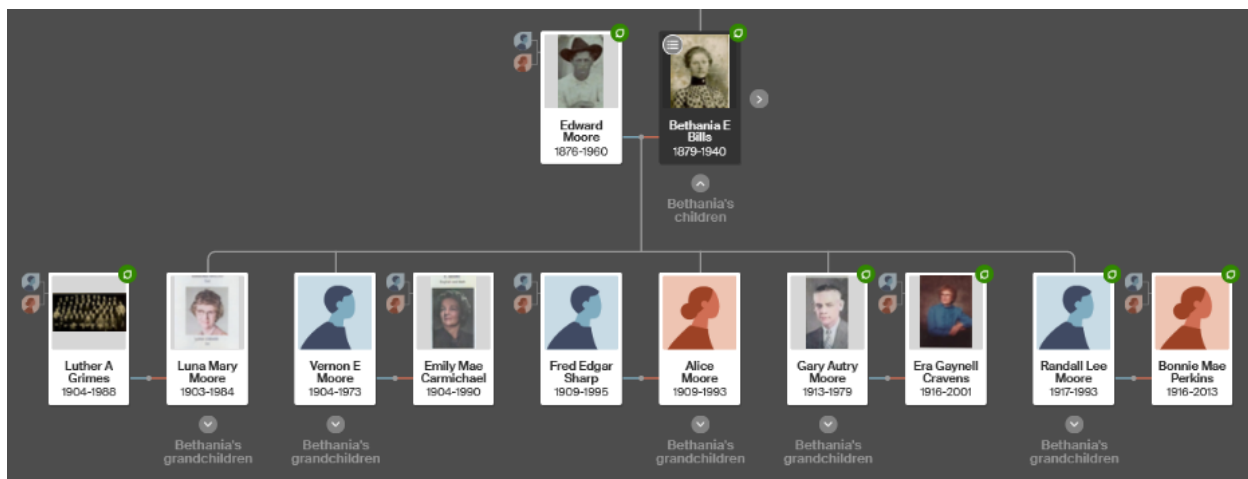 Edward
Moore
1876-1960
Bethania E
Bills
1879-1940
Bethania's
children
Luther A
Grimes
1904-1988
Luna Mary
Moore
1903-1984
Vernon E
Moore
1904-1973
Emily Mae
Carmichael
1904-1990
Fred Edgar
Sharp
1909-1995
Alice
Moore
1909-1993
Gary Autry
Moore
1913-1979
Era Gaynell
Cravens
1916-2001
Randall Lee
Moore
1917-1993
Bonnie Mae
Perkins
1916-2013
Bethania's
grandchildren
Bethania's
grandchildren
Bethania's
grandchildren
Bethania's
grandchildren
Bethania's
grandchildren